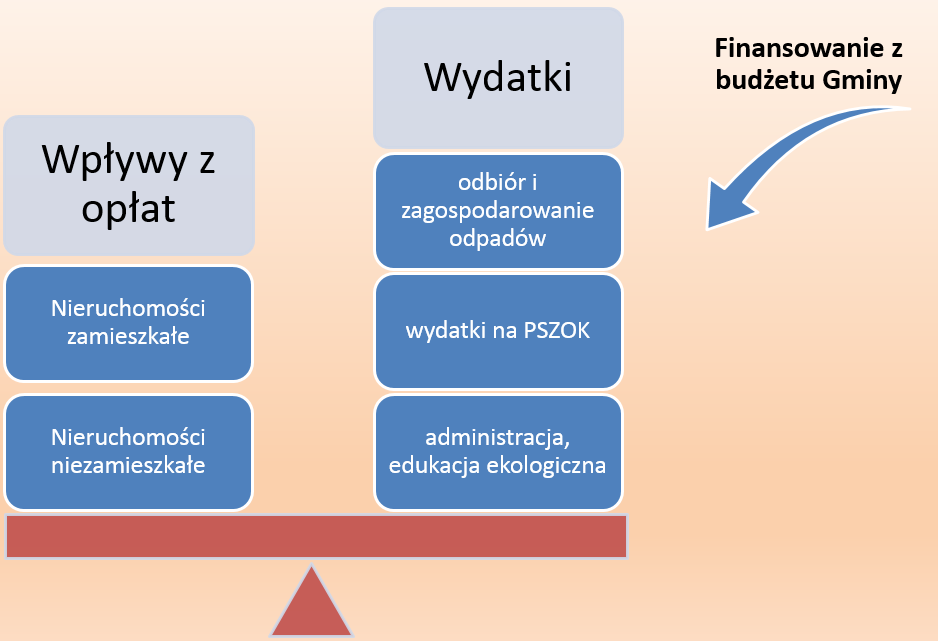 Wpływy z
opłat
Nieruchomości
zamieszkałe
Nieruchomości
niezamieszkałe
Wydatki
odbiór i
zagospodarowanie
odpadów
wydatki na PSZOK
administracja,
edukacja ekologiczna
Finansowanie z
budżetu Gminy